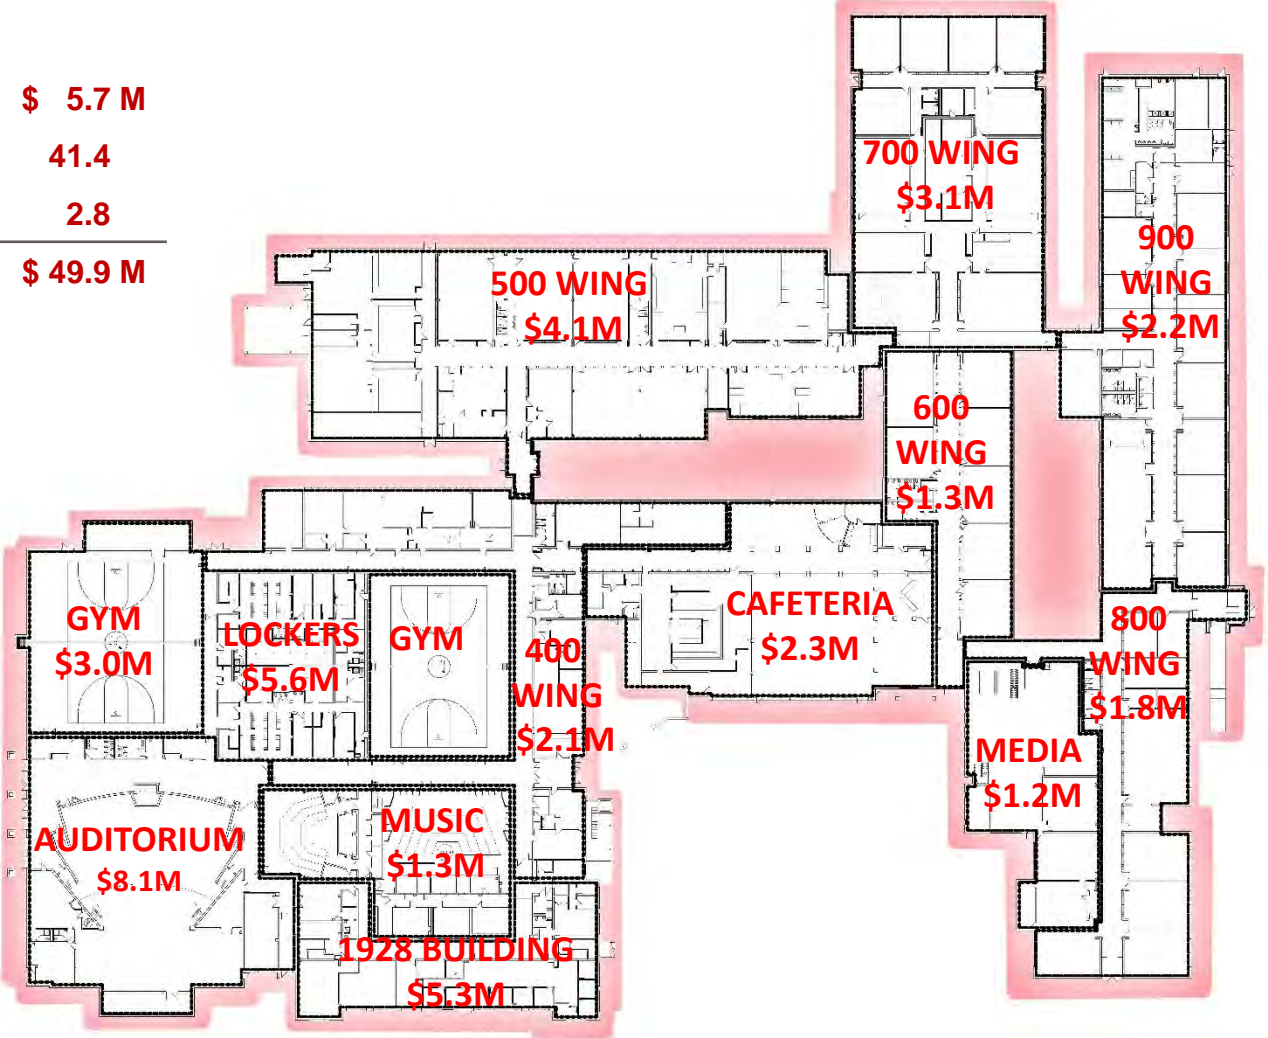 $ 5.7 M
41.4
2.8
$ 49.9 M
700 WING
$3.1M
900
WING
$2.2M
500 WING
$4.1M
600
WING
$1.3M
GYM
$3.0M
LOCKERS
$5.6M
GYM
400
WING
$2.1M
CAFETERIA
$2.3M
800
WING
$1.8M
MEDIA
$1.2M
AUDITORIUM
$8.1M
MUSIC
$1.3M
1928 BUILDING
$5.3M